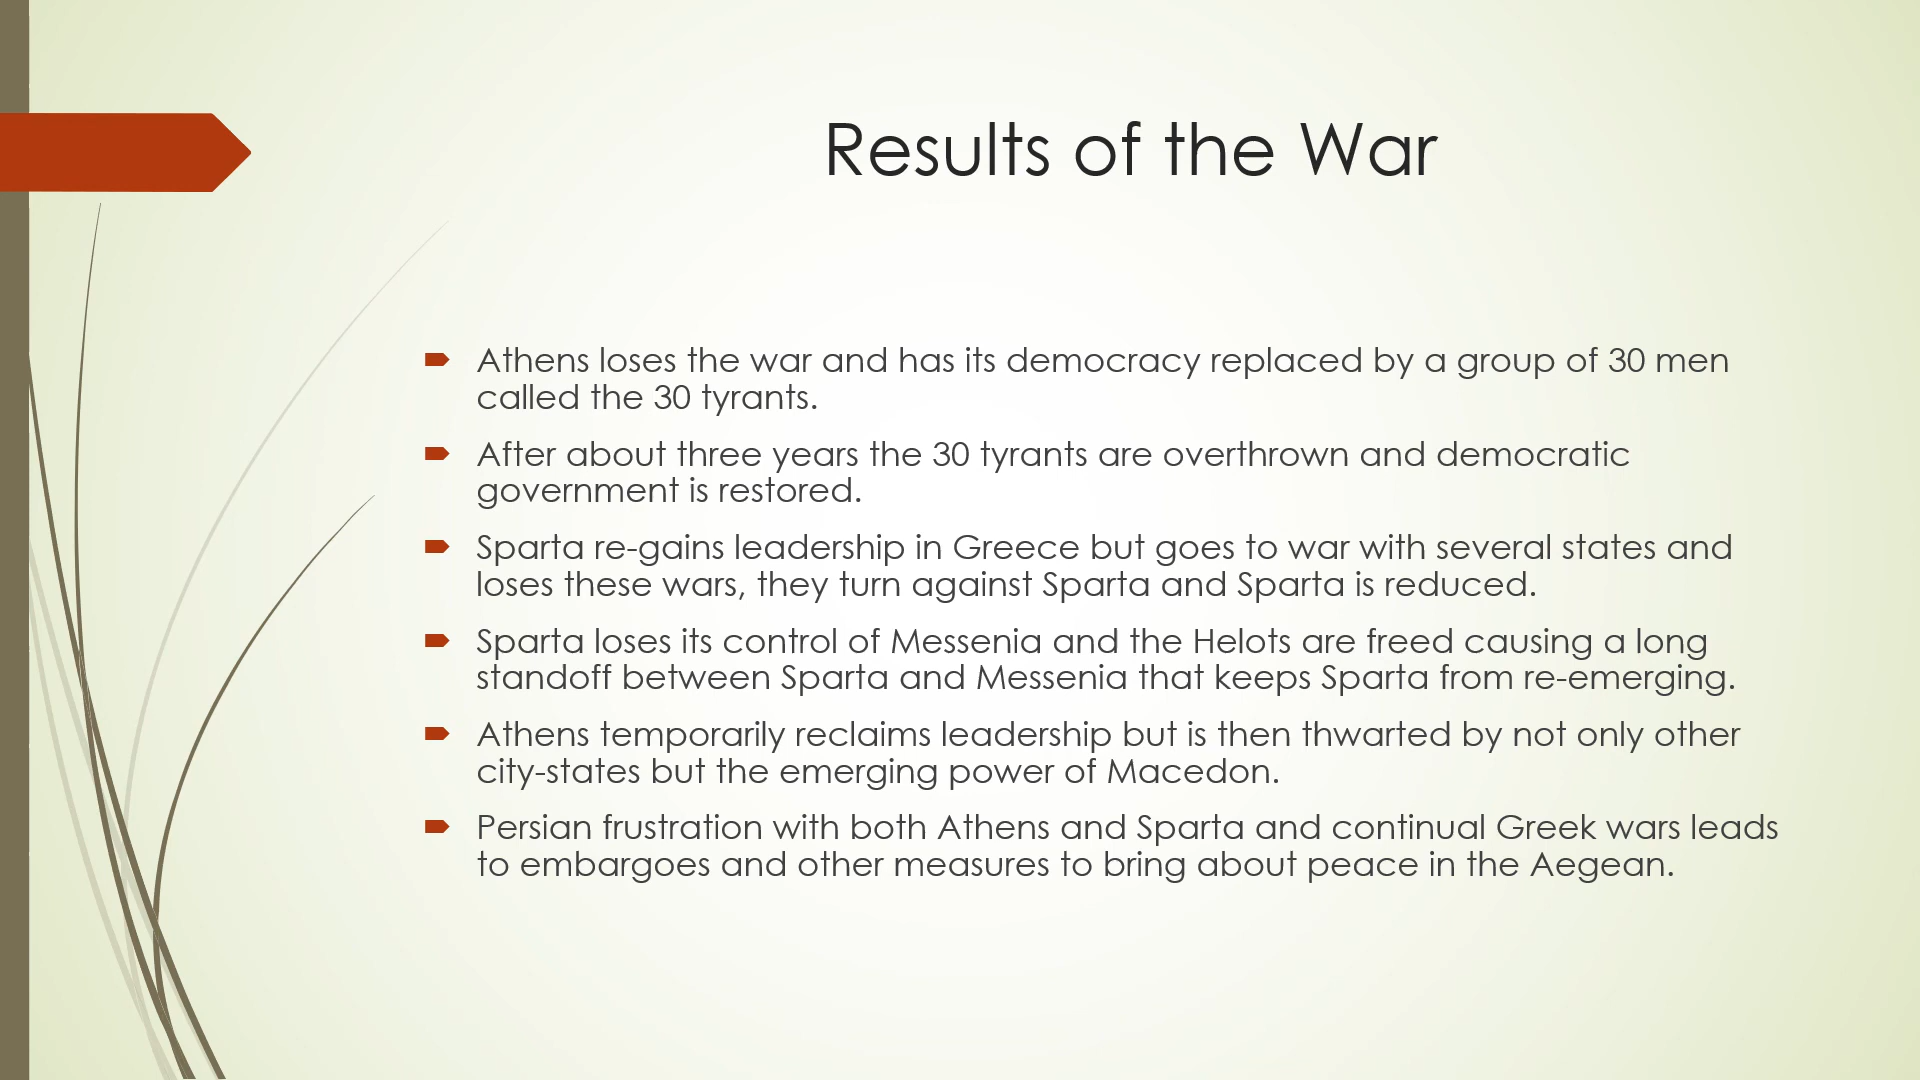 Results of the War
Athens loses the war and has its democracy replaced by a group of 30 men
called the 30 tyrants.
After about three years the 30 tyrants are overthrown and democratic
government is restored.
Sparta re-gains leadership in Greece but goes to war with several states and
loses these wars, they turn against Sparta and Sparta is reduced.
Sparta loses its control of Messenia and the Helots are freed causing a long
standoff between Sparta and Messenia that keeps Sparta from re-emerging.
Athens temporarily reclaims leadership but is then thwarted by not only other
city-states but the emerging power of Macedon.
Persian frustration with both Athens and Sparta and continual Greek wars leads
to embargoes and other measures to bring about peace in the Aegean.